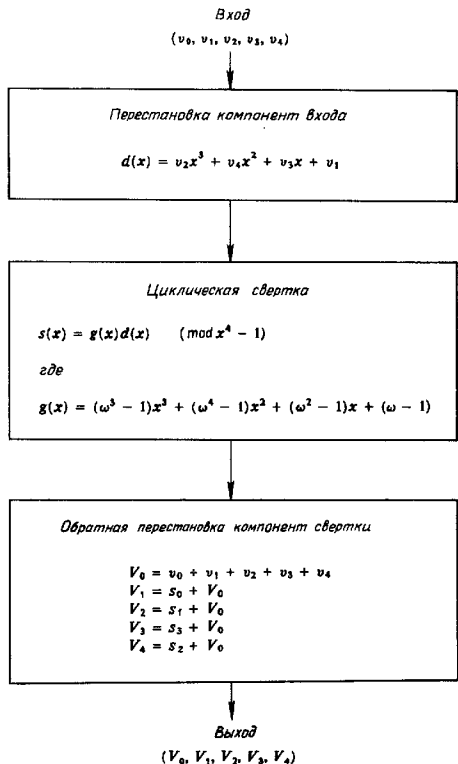 Вход
(v₀, v₁, v₂, v₃, v₄)
Перестановка компонент входа
d(x) = v₂x³ + v₄x² + v₃x + v₁
Циклическая свертка
s(x) = g(x)d(x) (mod x⁴ − 1)
где
g(x) = (ω³ − 1)x³ + (ω⁴ − 1)x² + (ω² − 1)x + (ω − 1)
Обратная перестановка компонент свертки
V₀ = v₀ + v₁ + v₂ + v₃ + v₄
V₁ = s₀ + V₀
V₂ = s₁ + V₀
V₃ = s₃ + V₀
V₄ = s₂ + V₀
Выход
(V₀, V₁, V₂, V₃, V₄)